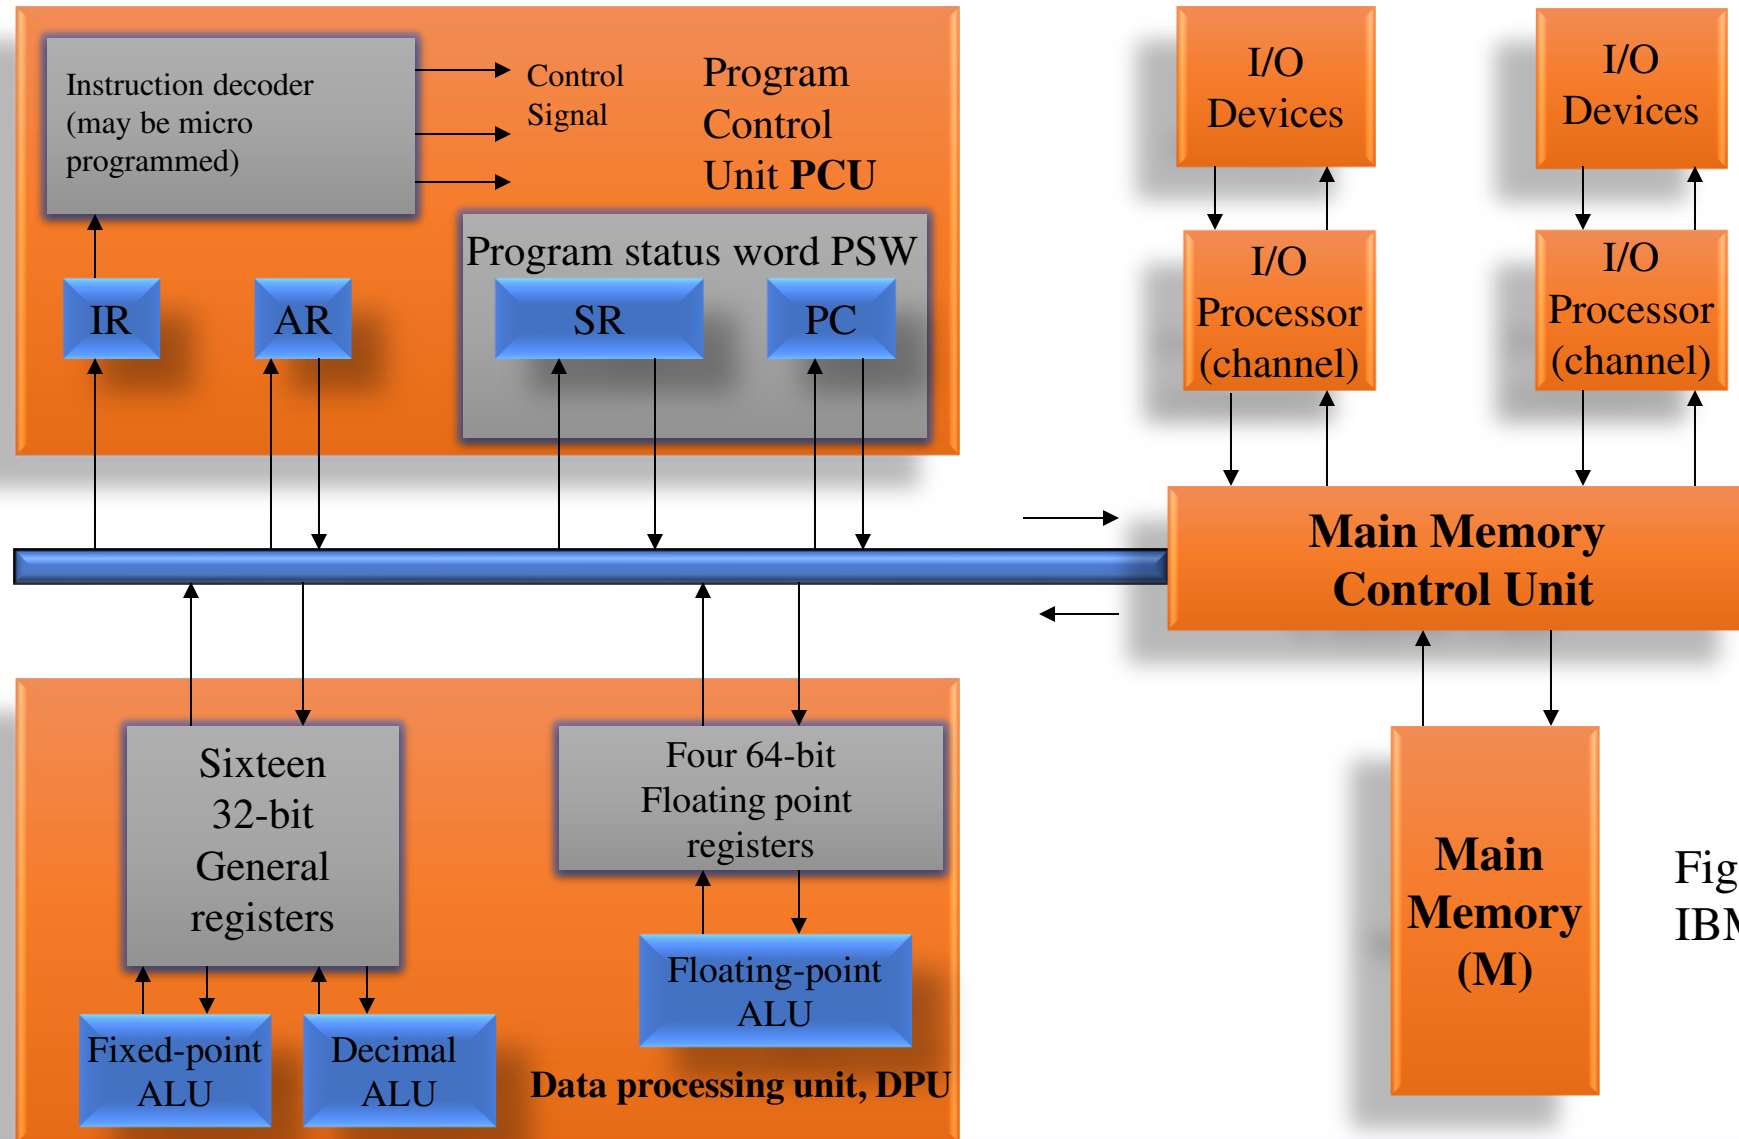 Instruction decoder
(may be micro
programmed)
Control
Signal
Program
Control
Unit PCU
Program status word PSW
IR
AR
SR
PC
I/O
Devices
I/O
Devices
I/O
Processor
(channel)
I/O
Processor
(channel)
Main Memory
Control Unit
Sixteen
32-bit
General
registers
Four 64-bit
Floating point
registers
Fixed-point
ALU
Decimal
ALU
Floating-point
ALU
Data processing unit, DPU
Main
Memory
(M)
Fig
IBM